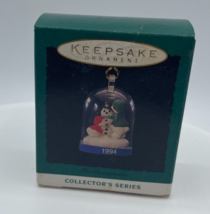 KEEPSAKE
ORNAMENT
1994
COLLECTOR'S SERIES